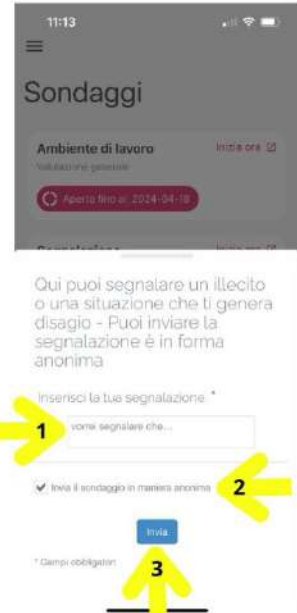 11:13
Sondaggi
Ambiente di lavoro
Inizia ora
Valutazione generale
Aperto fino al: 2024-04-19
Segnalazione
Inizia ora
Qui puoi segnalare un illecito
o una situazione che ti genera
disagio - Puoi inviare la
segnalazione è in forma
anonima
Inserisci la tua segnalazione *
1
vorrei segnalare che...
Invia il sondaggio in maniera anonima
2
Invia
* Campi obbligatori
3